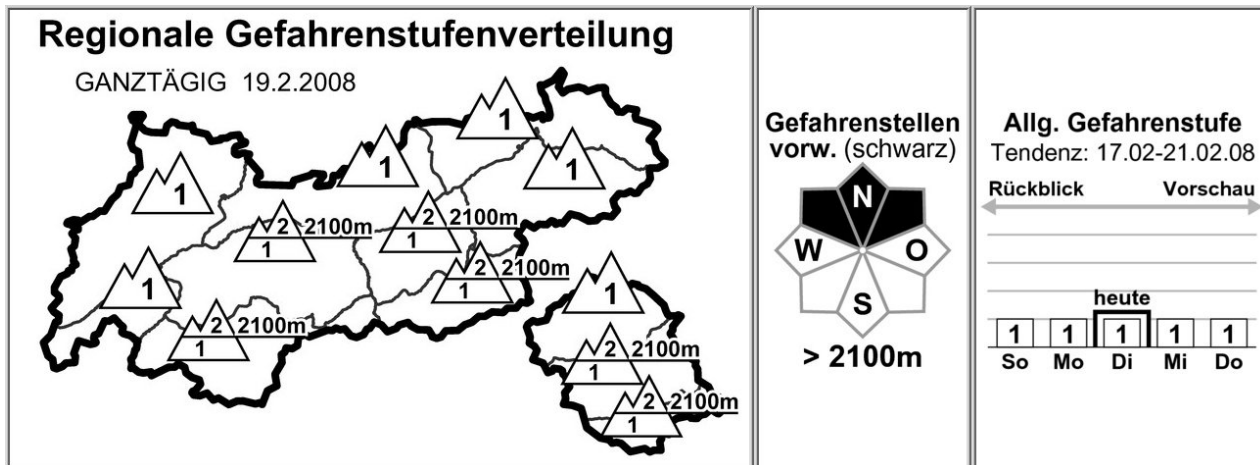 Regionale Gefahrenstufenverteilung
GANZTÄGIG 19.2.2008
1
1
1
1
2 2100m
1
2 2100m
1
2 2100m
1
1
1
2 2100m
1
2 2100m
1
2 2100m
1
Gefahrenstellen
vorw. (schwarz)
N
W O
S
> 2100m
Allg. Gefahrenstufe
Tendenz: 17.02-21.02.08
Rückblick Vorschau
heute
1 1 1 1 1
So Mo Di Mi Do